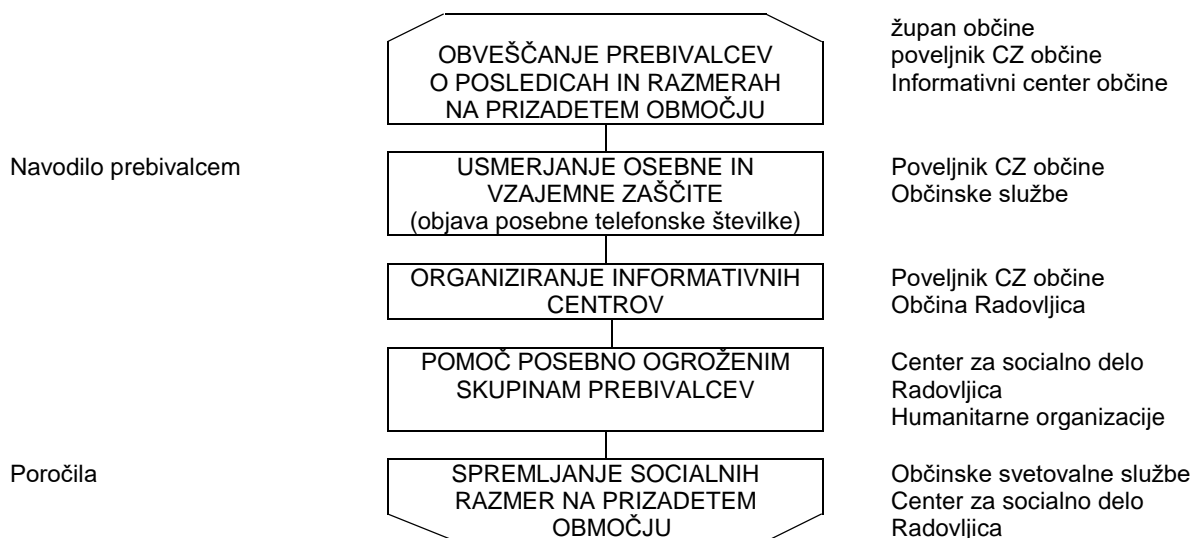 OBVEŠČANJE PREBIVALCEV
O POSLEDICAH IN RAZMERAH
NA PRIZADETEM OBMOČJU
župan občine
poveljnik CZ občine
Informativni center občine
Navodilo prebivalcem
USMERJANJE OSEBNE IN
VZAJEMNE ZAŠČITE
(objava posebne telefonske številke)
Poveljnik CZ občine
Občinske službe
ORGANIZIRANJE INFORMATIVNIH
CENTROV
Poveljnik CZ občine
Občina Radovljica
POMOČ POSEBNO OGROŽENIM
SKUPINAM PREBIVALCEV
Center za socialno delo
Radovljica
Humanitarne organizacije
Poročila
SPREMLJANJE SOCIALNIH
RAZMER NA PRIZADETEM
OBMOČJU
Občinske svetovalne službe
Center za socialno delo
Radovljica